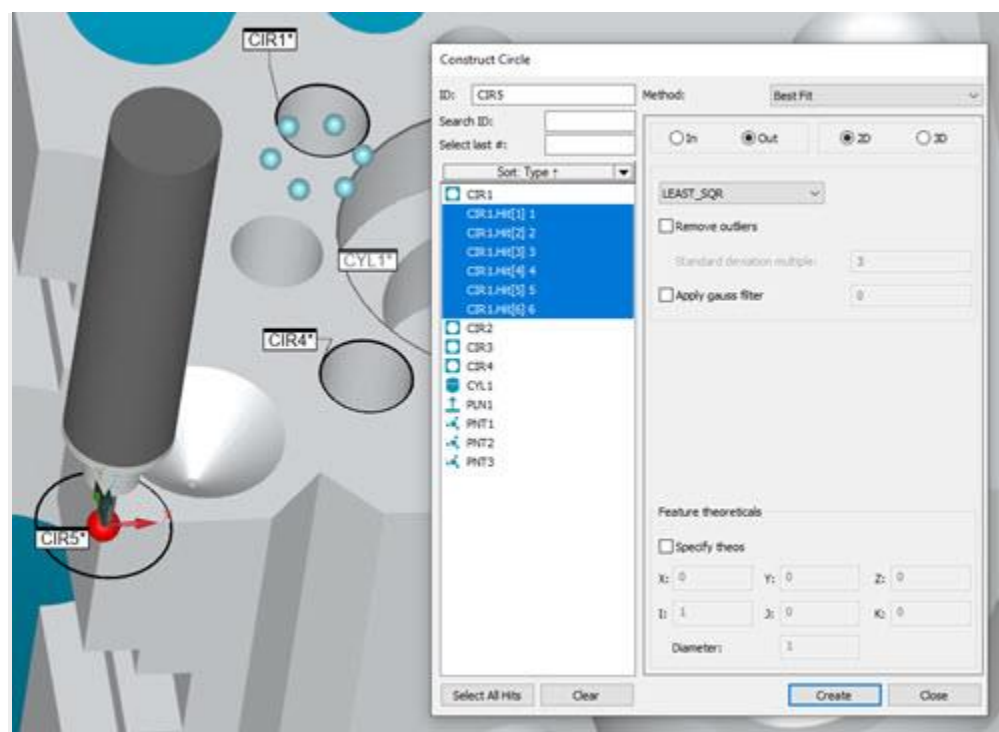 CIR1*
CYL1*
CIR4*
CIR5*
Construct Circle
ID: CIR5
Search ID:
Select last #:
Sort: Type ↑
CIR1
CIR1.Hit[1] 1
CIR1.Hit[2] 2
CIR1.Hit[3] 3
CIR1.Hit[4] 4
CIR1.Hit[5] 5
CIR1.Hit[6] 6
CIR2
CIR3
CIR4
CYL1
PLN1
PNT1
PNT2
PNT3
Select All Hits Clear
Method: Best Fit
In Out 2D 3D
LEAST_SQR
Remove outliers
Standard deviation multiple: 3
Apply gauss filter 0
Feature theoreticals
Specify theos
X: 0 Y: 0 Z: 0
I: 1 J: 0 K: 0
Diameter: 1
Create Close